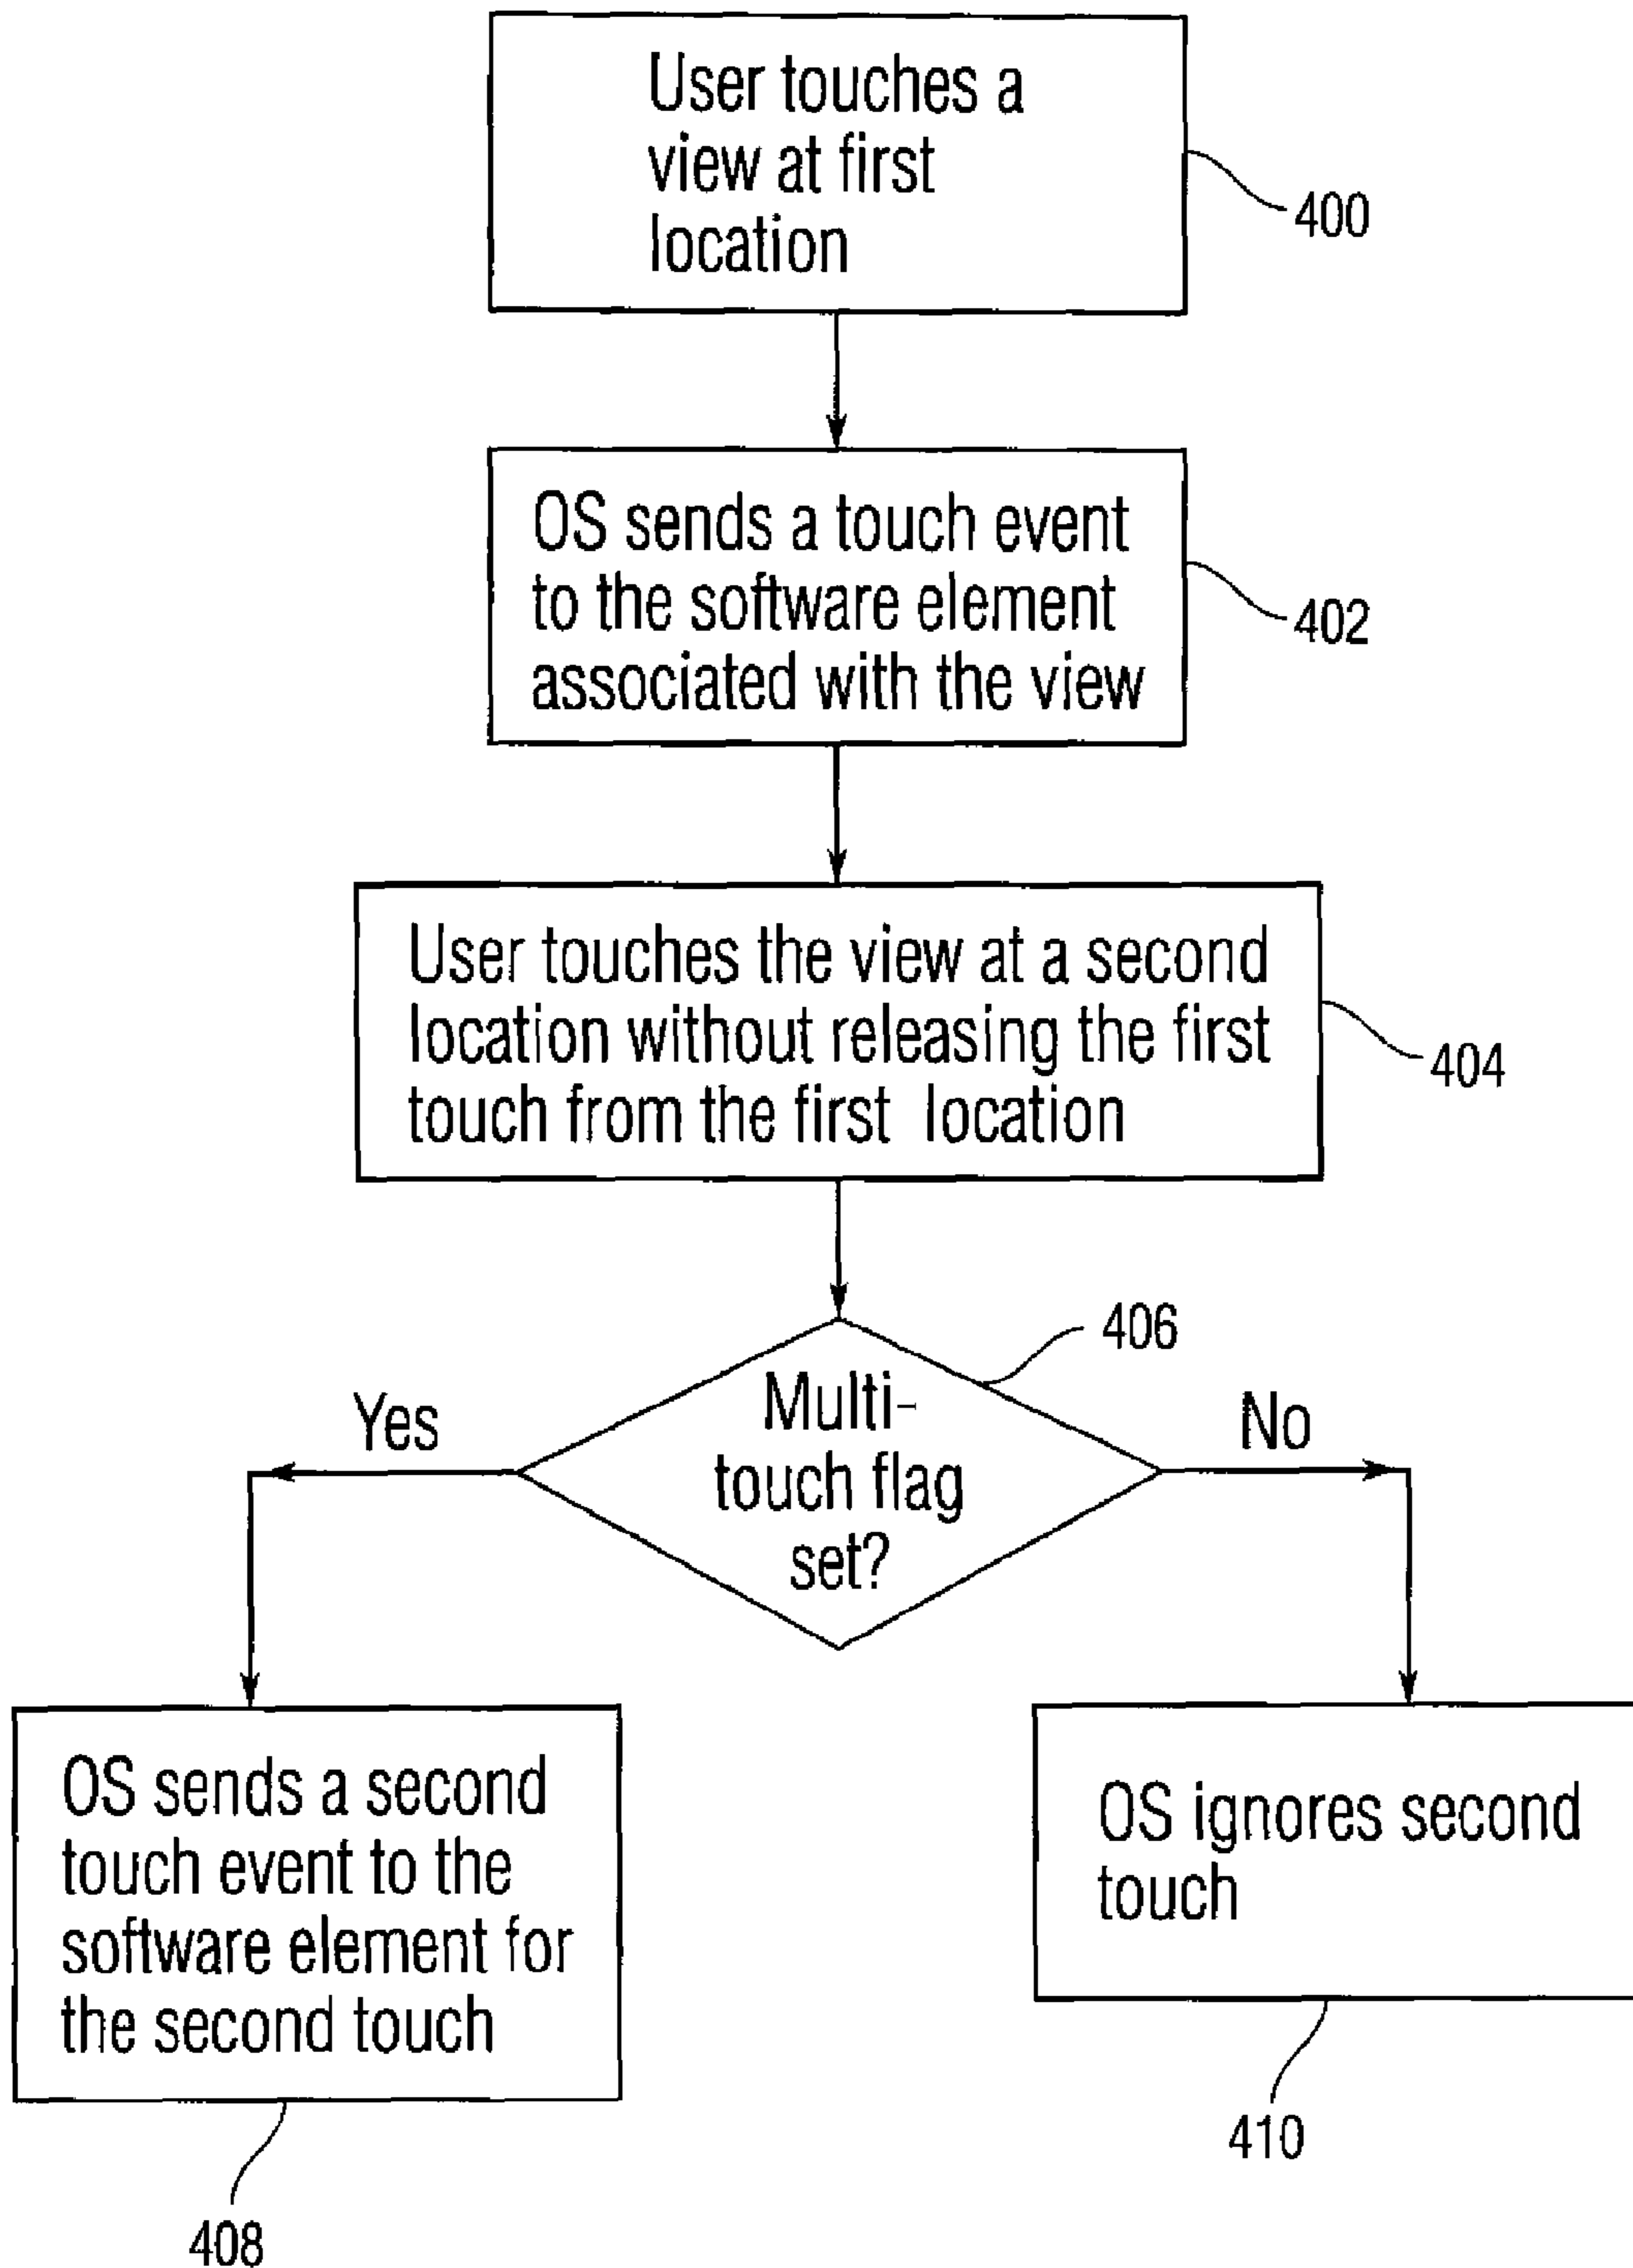 User touches a
view at first
location
400
OS sends a touch event
to the software element
associated with the view
402
User touches the view at a second
location without releasing the first
touch from the first location
404
406
Yes
Multi-
touch flag
set?
No
OS sends a second
touch event to the
software element for
the second touch
408
OS ignores second
touch
410